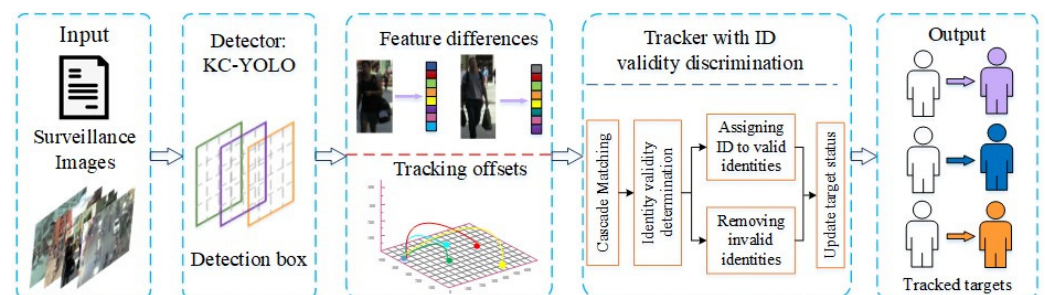 Input
Surveillance
Images
Detector:
KC-YOLO
Detection box
Feature differences
Tracking offsets
Tracker with ID
validity discrimination
Cascade Matching
Identity validity
determination
Assigning
ID to valid
identities
Removing
invalid
identities
Update target status
Output
Tracked targets